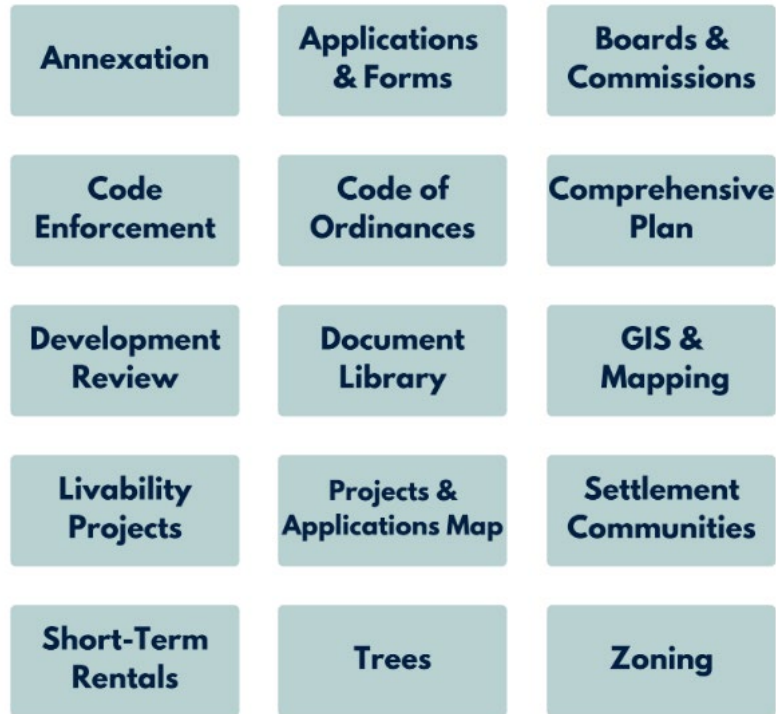 Annexation
Applications
& Forms
Boards &
Commissions
Code
Enforcement
Code of
Ordinances
Comprehensive
Plan
Development
Review
Document
Library
GIS &
Mapping
Livability
Projects
Projects &
Applications Map
Settlement
Communities
Short-Term
Rentals
Trees
Zoning